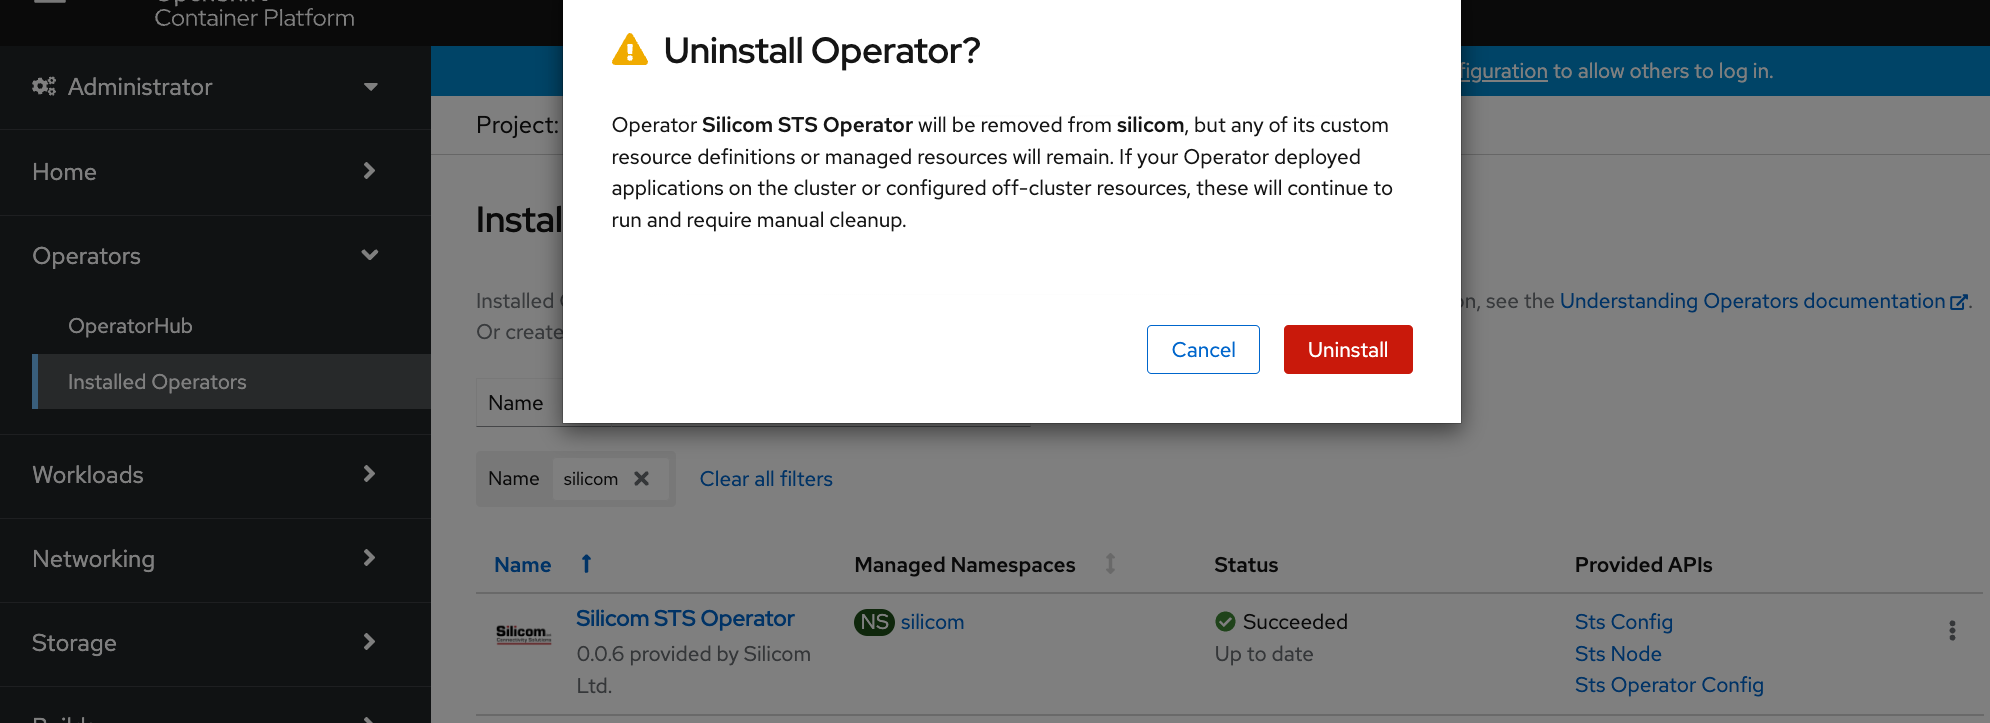 Container Platform
Administrator
Home
Operators
OperatorHub
Installed Operators
Workloads
Networking
Storage
figuration to allow others to log in.
Project:
Uninstall Operator?
Operator Silicom STS Operator will be removed from silicom, but any of its custom
resource definitions or managed resources will remain. If your Operator deployed
applications on the cluster or configured off-cluster resources, these will continue to
run and require manual cleanup.
Cancel
Uninstall
Instal
Installed
n, see the Understanding Operators documentation.
Or create
Name
Name silicom Clear all filters
Name Managed Namespaces Status Provided APIs
Silicom
Connectivity Solutions
Silicom STS Operator
0.0.6 provided by Silicom
Ltd.
NS silicom
Succeeded
Up to date
Sts Config
Sts Node
Sts Operator Config